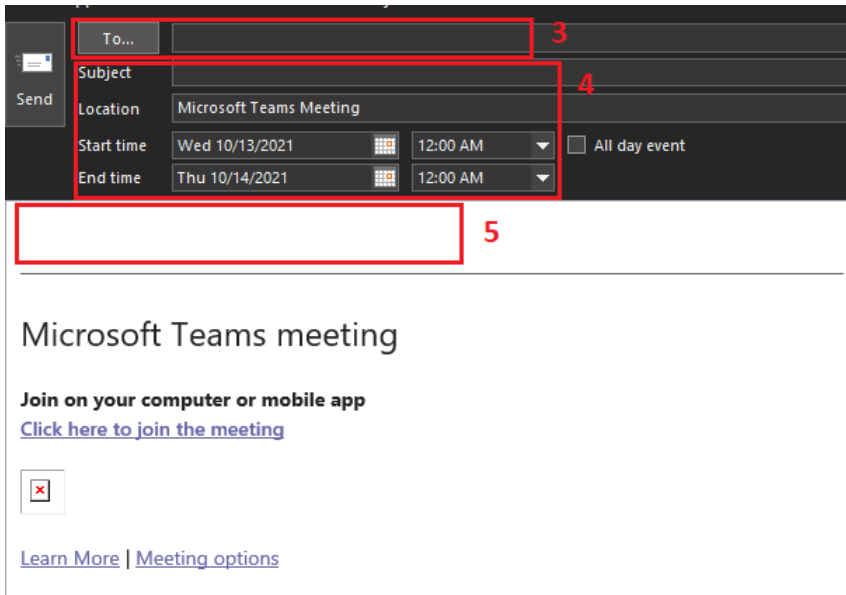 To... 3
Subject 4
Send
Location Microsoft Teams Meeting
Start time Wed 10/13/2021 12:00 AM All day event
End time Thu 10/14/2021 12:00 AM
5
Microsoft Teams meeting
Join on your computer or mobile app
Click here to join the meeting
Learn More | Meeting options